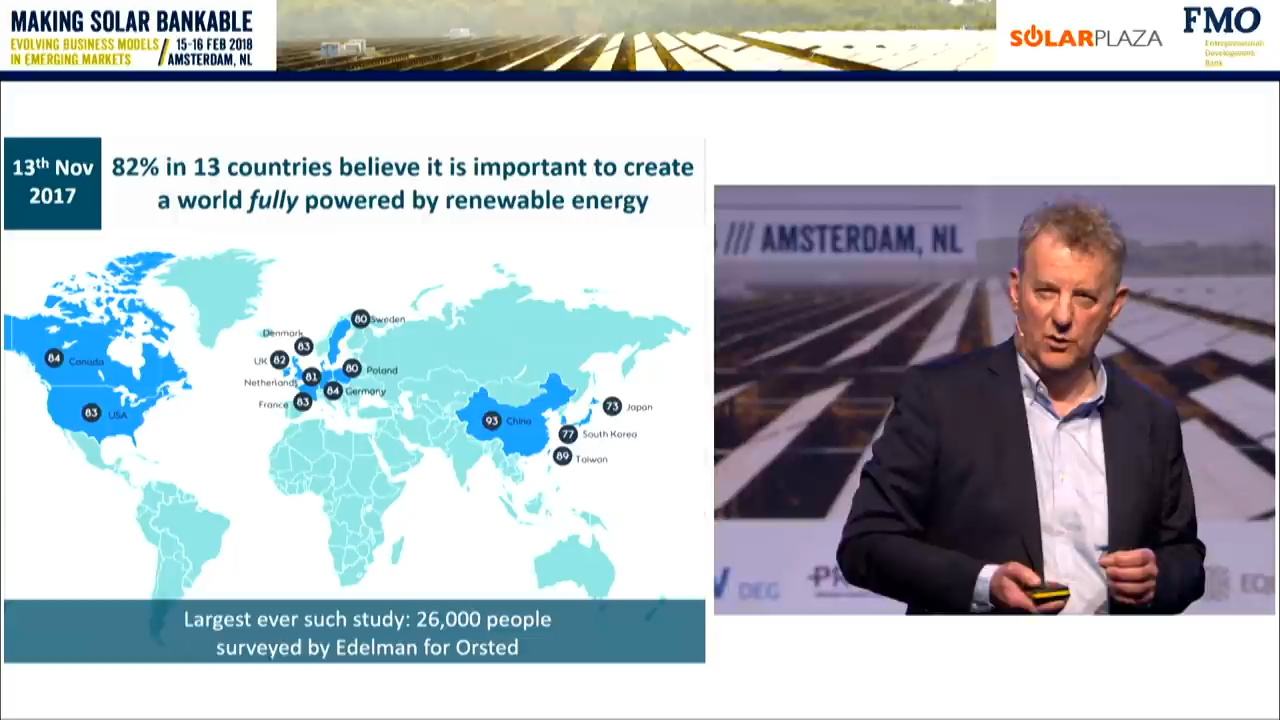 MAKING SOLAR BANKABLE
EVOLVING BUSINESS MODELS
IN EMERGING MARKETS
15-16 FEB 2018
AMSTERDAM, NL
SOLARPLAZA
FMO
Entrepreneurial
Development
Bank
13th Nov
2017
82% in 13 countries believe it is important to create
a world fully powered by renewable energy
80 Sweden
Denmark
83
UK 82
80 Poland
Netherlands 81
84 Germany
France 83
84 Canada
83 USA
93 China
73 Japan
77 South Korea
89 Taiwan
Largest ever such study: 26,000 people
surveyed by Edelman for Orsted
/// AMSTERDAM, NL
DEG